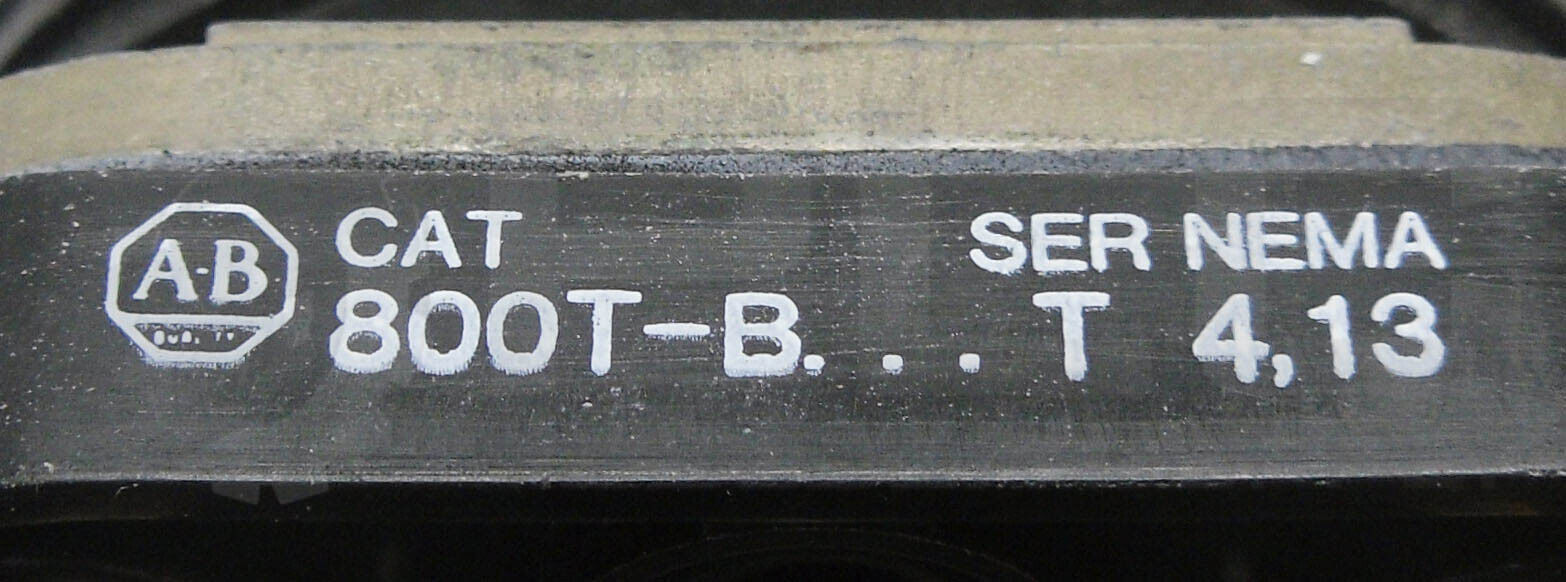 A-B
CAT SER NEMA
800T-B. . . T 4,13